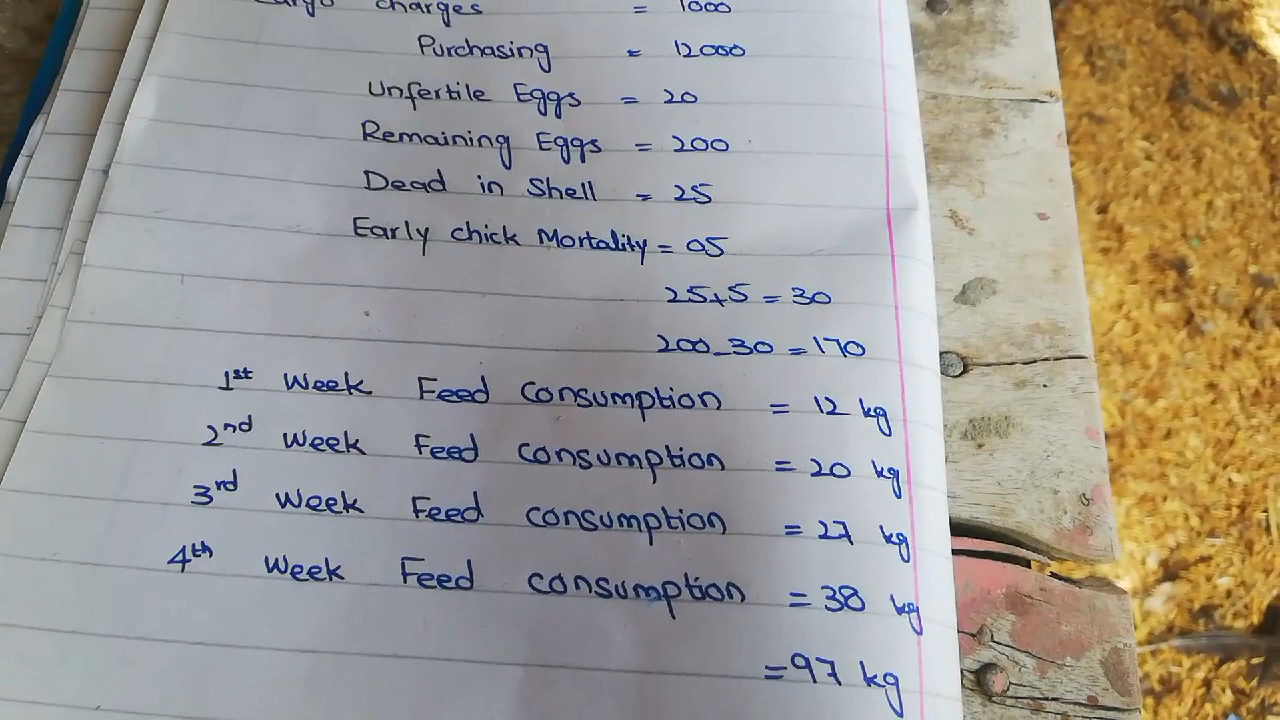 Cargo charges = 1000
Purchasing = 12000
Unfertile Eggs = 20
Remaining Eggs = 200
Dead in Shell = 25
Early chick Mortality = 05
25+5 = 30
200-30 = 170
1st Week Feed Consumption = 12 kg
2nd Week Feed Consumption = 20 kg
3rd Week Feed Consumption = 27 kg
4th Week Feed Consumption = 38 kg
= 97 kg